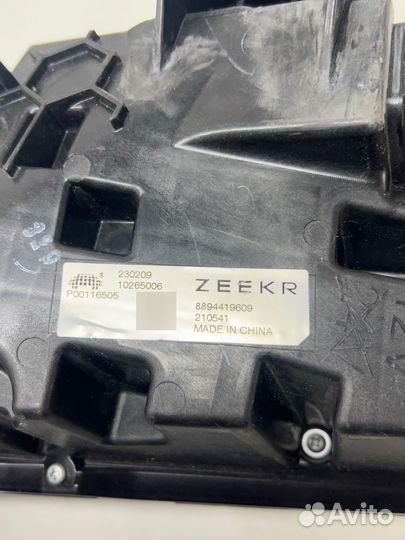 230209
10265006
P00116505
ZEEKR
8894419609
210541
MADE IN CHINA
Avito